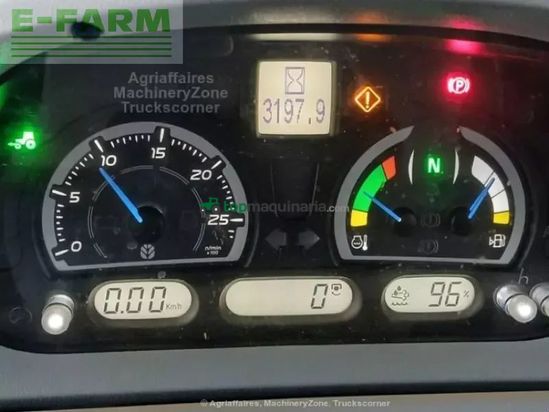 E-FARM
Agriaffaires
MachineryZone
Truckscorner
3197.9
P
N
0
5
10
15
20
25
n/min
x100
topmaquinaria.com
0.00 Km/h
0
96 %
© Agriaffaires, MachineryZone, Truckscorner